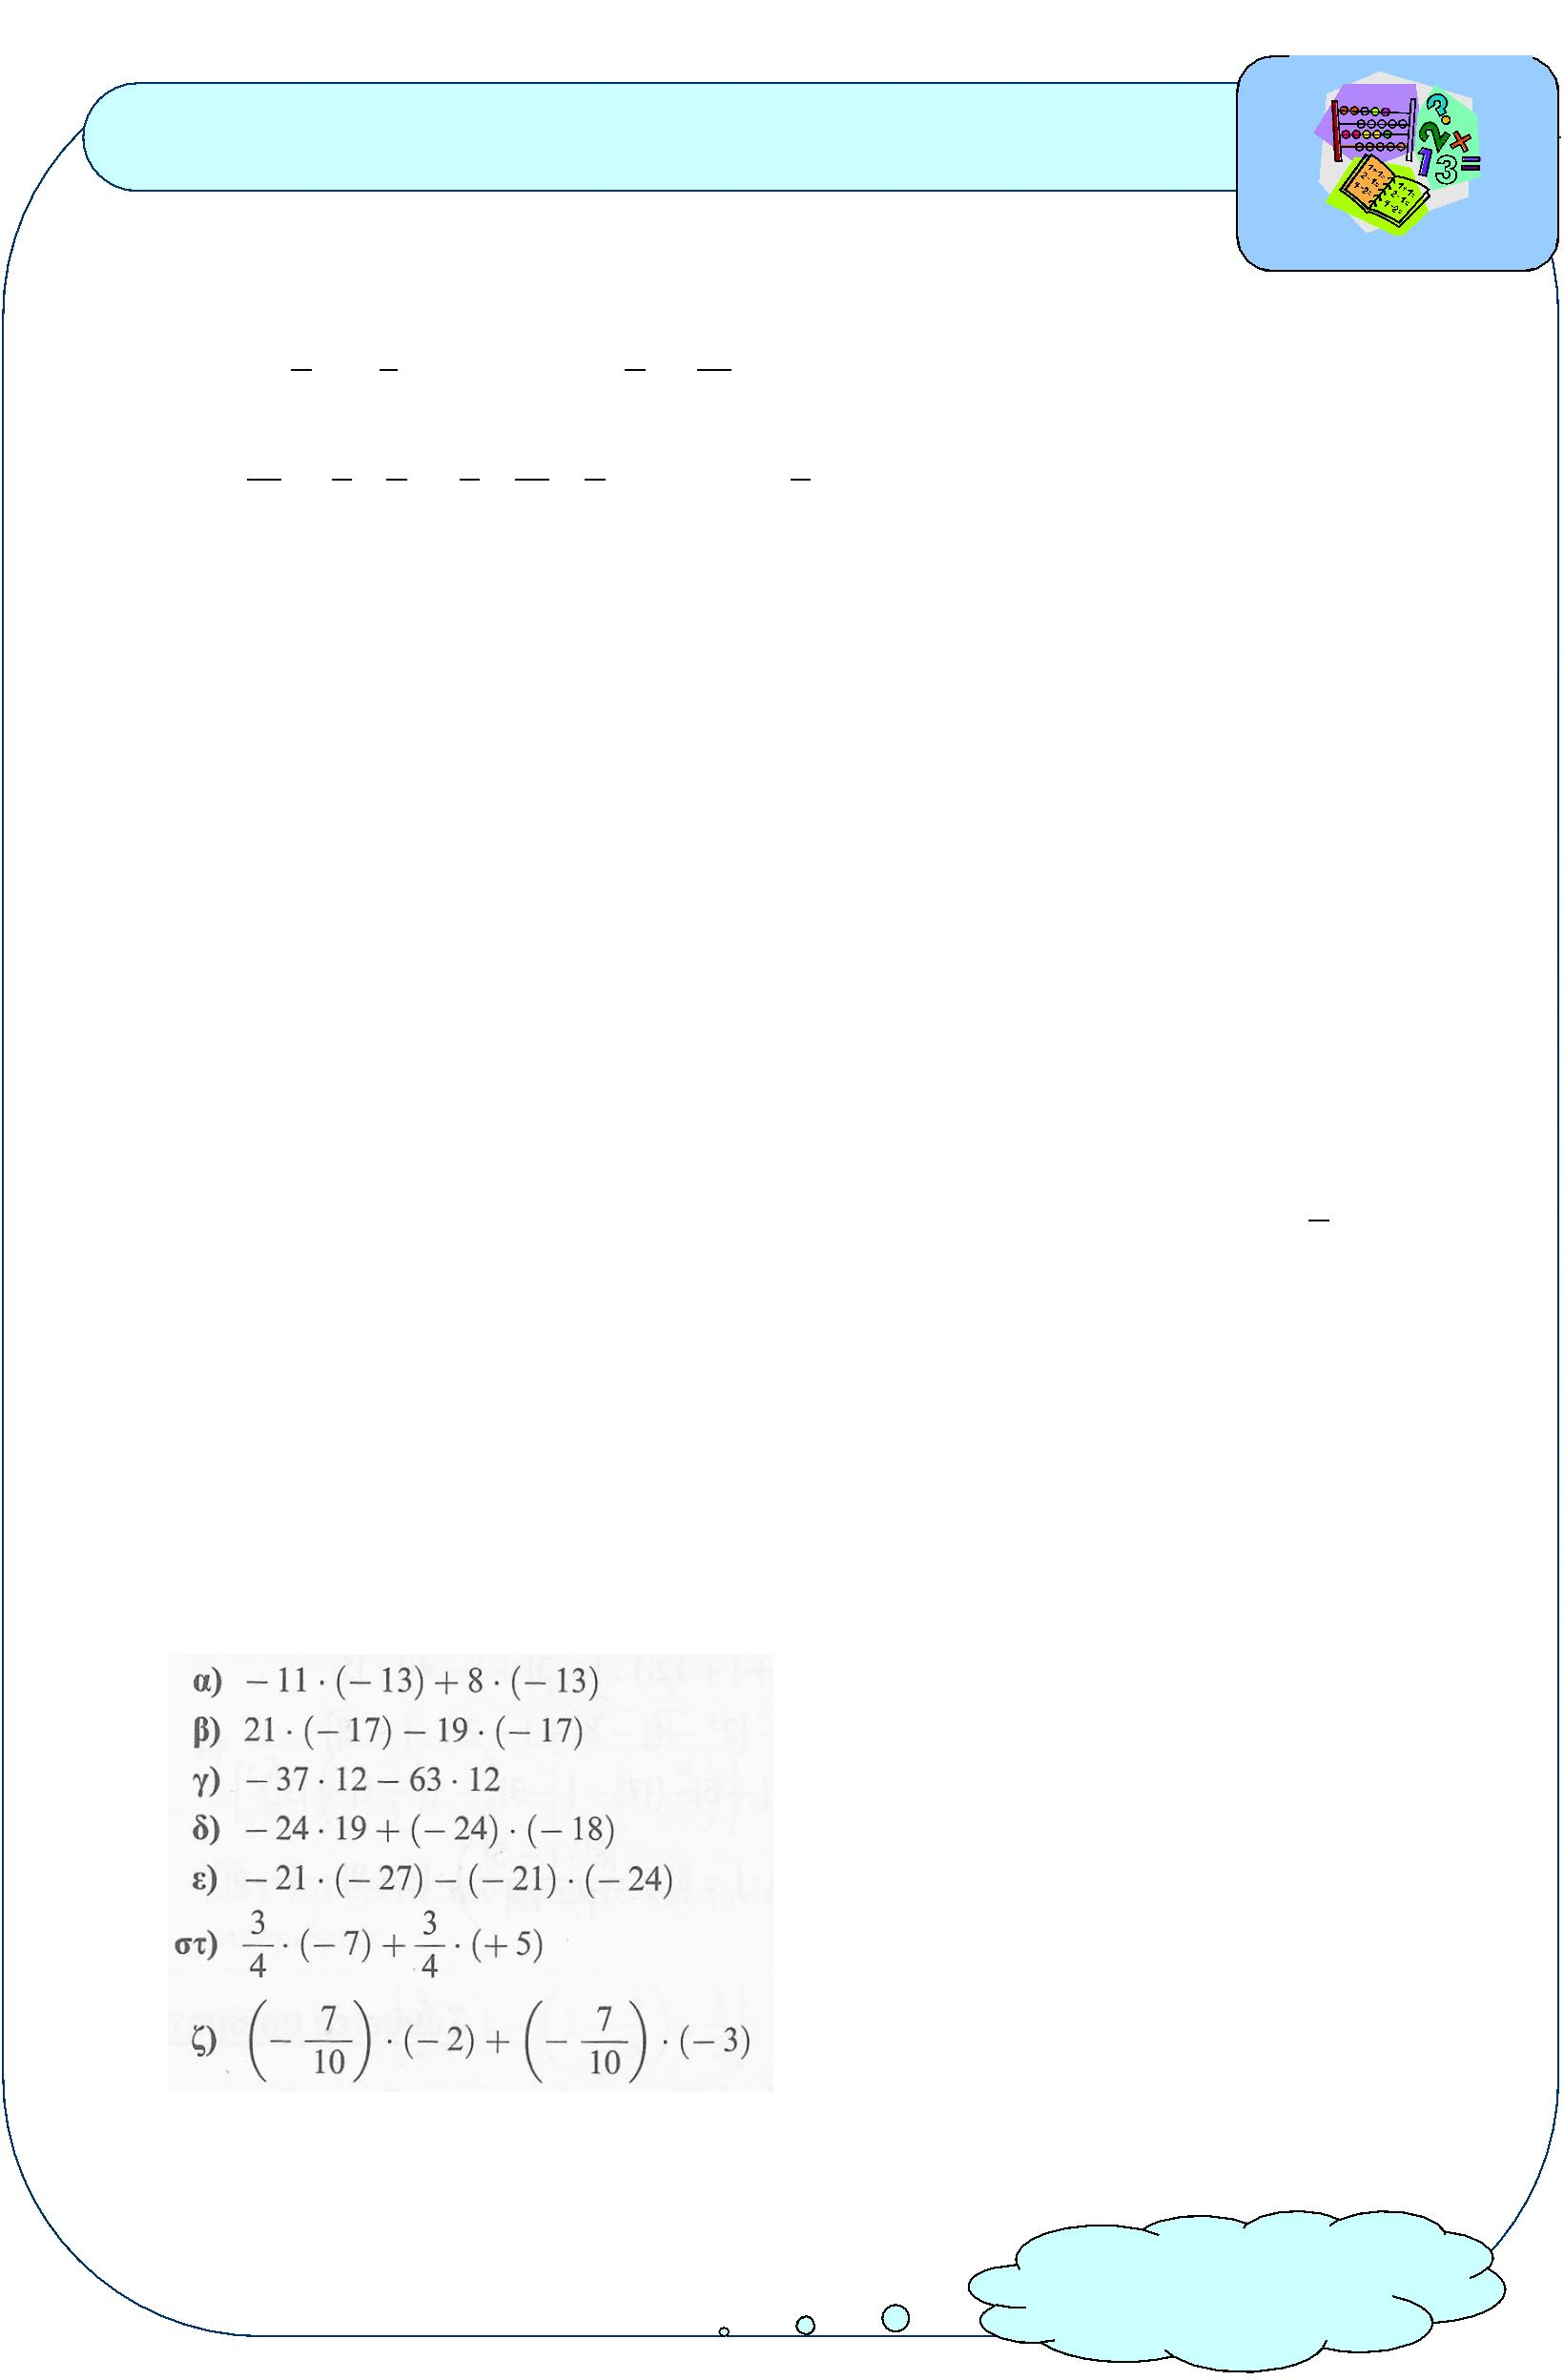 α) – 11 · (– 13) + 8 · (– 13)
β) 21 · (– 17) – 19 · (– 17)
γ) – 37 · 12 – 63 · 12
δ) – 24 · 19 + (– 24) · (– 18)
ε) – 21 · (– 27) – (– 21) · (– 24)
στ) 3/4 · (– 7) + 3/4 · (+ 5)
ζ) (– 7/10) · (– 2) + (– 7/10) · (– 3)